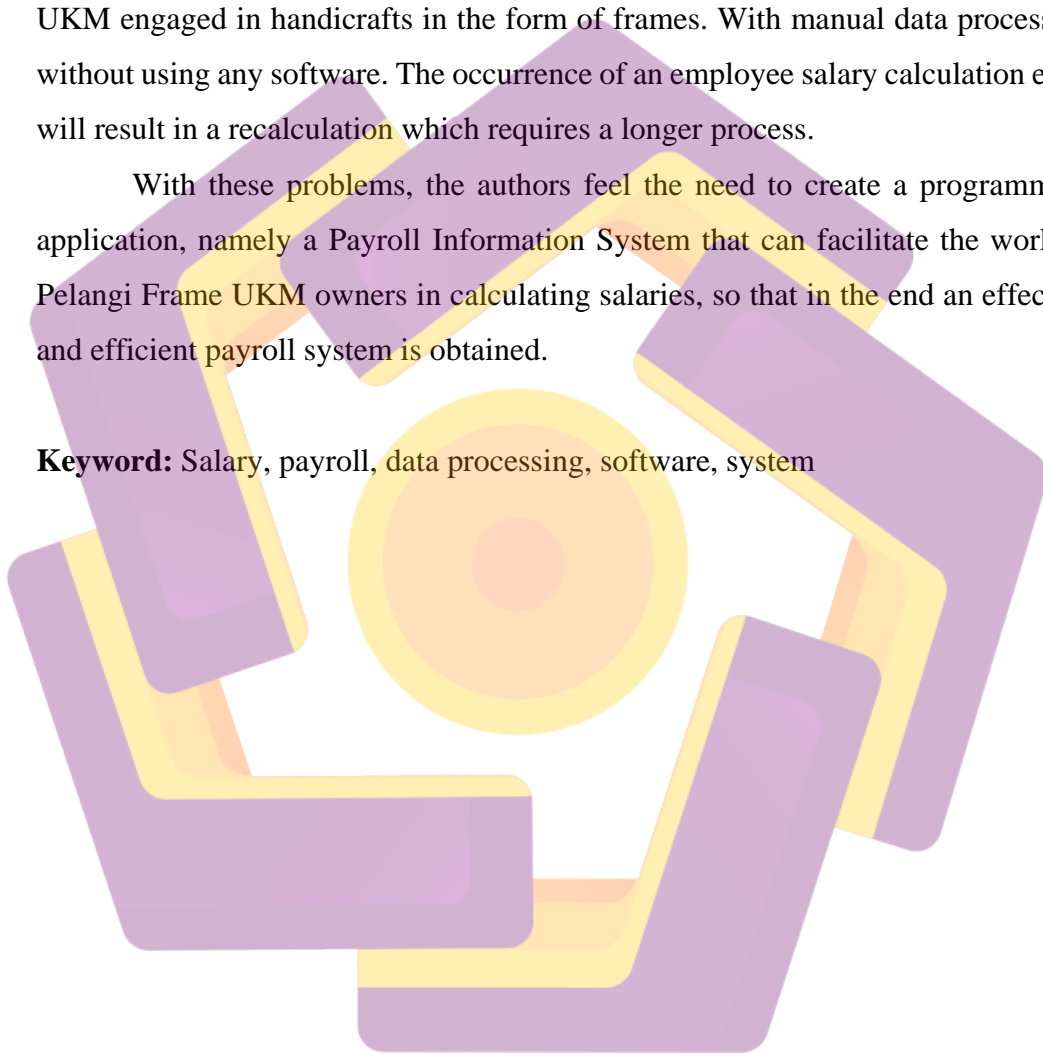 UKM engaged in handicrafts in the form of frames. With manual data process
without using any software. The occurrence of an employee salary calculation e
will result in a recalculation which requires a longer process.
With these problems, the authors feel the need to create a programm
application, namely a Payroll Information System that can facilitate the worl
Pelangi Frame UKM owners in calculating salaries, so that in the end an effec
and efficient payroll system is obtained.
Keyword: Salary, payroll, data processing, software, system